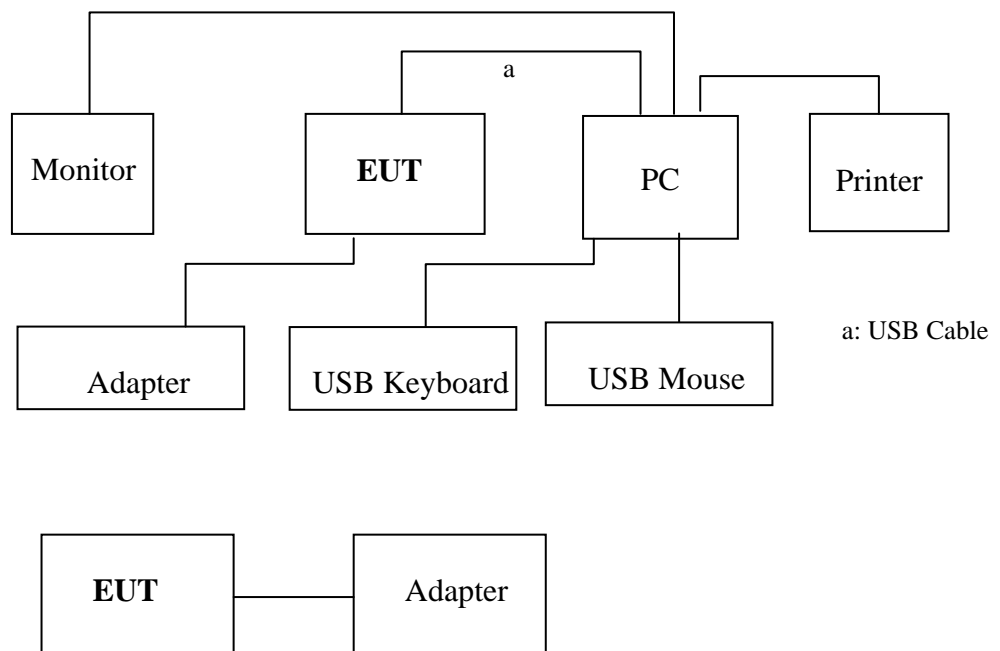 a
Monitor
EUT
PC
Printer
a: USB Cable
Adapter
USB Keyboard
USB Mouse
EUT
Adapter